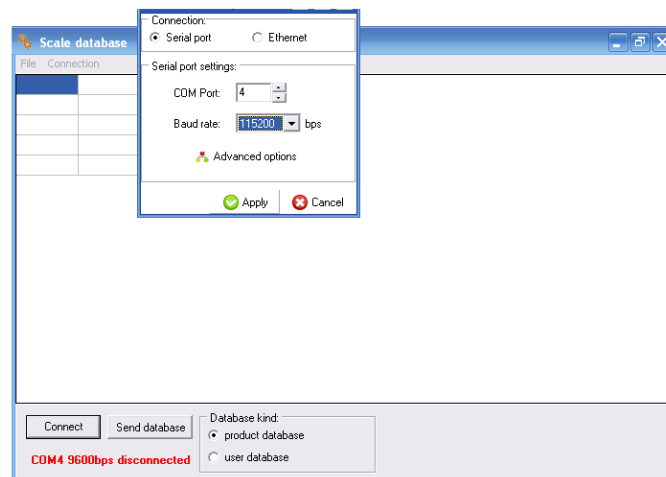 Connection:
Serial port Ethernet
Scale database
File Connection
Serial port settings:
COM Port: 4
Baud rate: 115200 bps
Advanced options
Apply Cancel
Database kind:
Connect Send database product database
COM4 9600bps disconnected user database